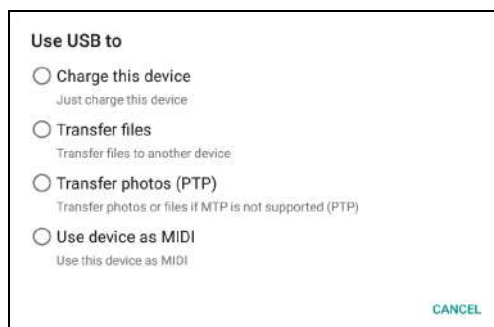 Use USB to
Charge this device
Just charge this device
Transfer files
Transfer files to another device
Transfer photos (PTP)
Transfer photos or files if MTP is not supported (PTP)
Use device as MIDI
Use this device as MIDI
CANCEL